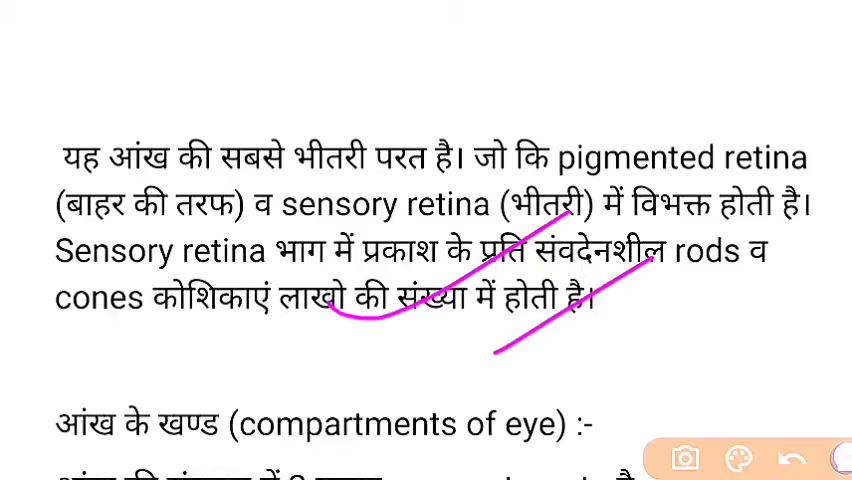 यह आंख की सबसे भीतरी परत है। जो कि pigmented retina
(बाहर की तरफ) व sensory retina (भीतरी) में विभक्त होती है।
Sensory retina भाग में प्रकाश के प्रति संवदेनशील rods व
cones कोशिकाएं लाखो की संख्या में होती है।
आंख के खण्ड (compartments of eye) :-